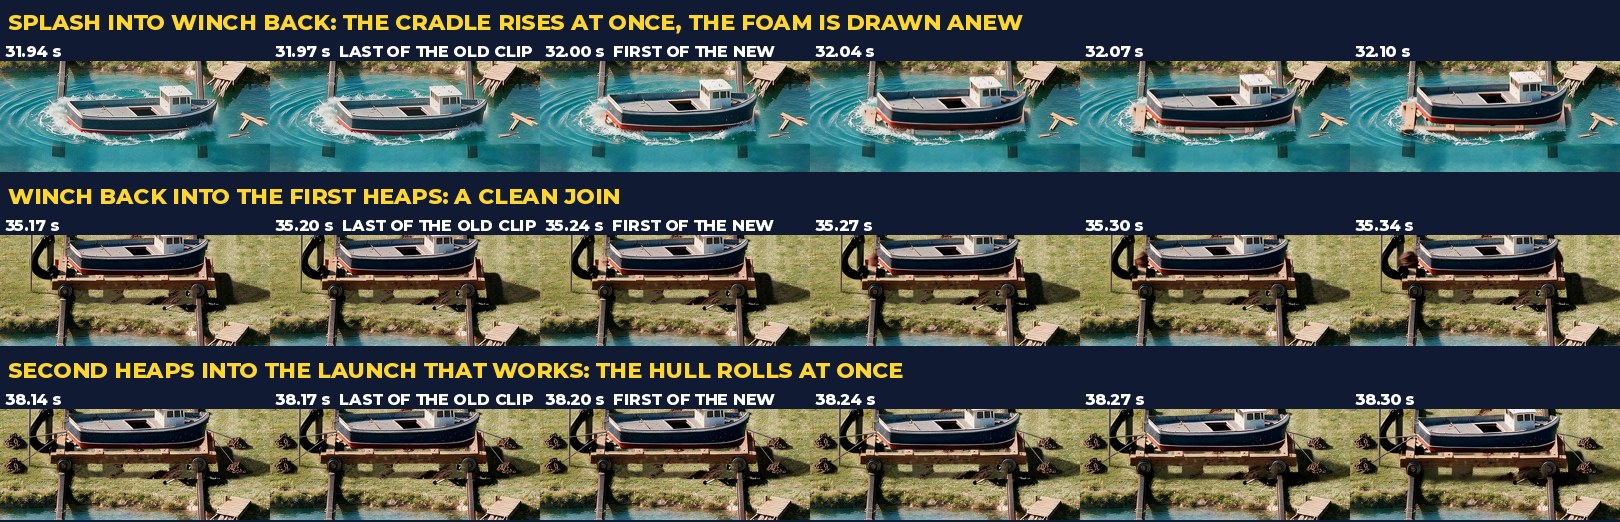 SPLASH INTO WINCH BACK: THE CRADLE RISES AT ONCE, THE FOAM IS DRAWN ANEW
31.94 s 31.97 s LAST OF THE OLD CLIP 32.00 s FIRST OF THE NEW 32.04 s 32.07 s 32.10 s
WINCH BACK INTO THE FIRST HEAPS: A CLEAN JOIN
35.17 s 35.20 s LAST OF THE OLD CLIP 35.24 s FIRST OF THE NEW 35.27 s 35.30 s 35.34 s
SECOND HEAPS INTO THE LAUNCH THAT WORKS: THE HULL ROLLS AT ONCE
38.14 s 38.17 s LAST OF THE OLD CLIP 38.20 s FIRST OF THE NEW 38.24 s 38.27 s 38.30 s